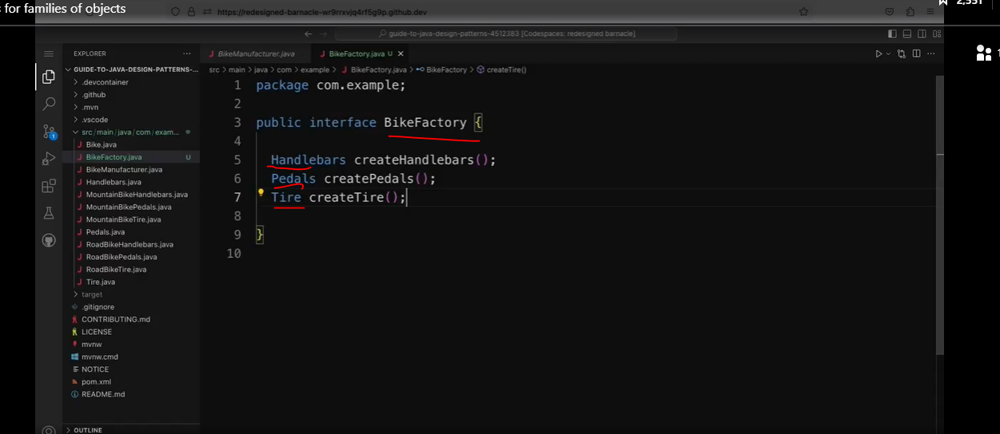 for families of objects
2,551
https://redesigned-barnacle-wr9rrxvjq4rf5g9p.github.dev
guide-to-java-design-patterns-4512383 [Codespaces: redesigned barnacle]
EXPLORER
BikeManufacturer.java
BikeFactory.java U
GUIDE-TO-JAVA-DESIGN-PATTERNS-...
src > main > java > com > example > BikeFactory.java > BikeFactory > createTire()
.devcontainer
.github
.mvn
.vscode
src/main/java/com/exam...
Bike.java
BikeFactory.java U
BikeManufacturer.java
Handlebars.java
MountainBikeHandlebars.java
MountainBikePedals.java
MountainBikeTire.java
Pedals.java
RoadBikeHandlebars.java
RoadBikePedals.java
RoadBikeTire.java
Tire.java
target
.gitignore
CONTRIBUTING.md
LICENSE
mvnw
mvnw.cmd
NOTICE
pom.xml
README.md
OUTLINE
1 package com.example;
2
3 public interface BikeFactory {
4
5 Handlebars createHandlebars();
6 Pedals createPedals();
7 Tire createTire();
8
9 }
10
1